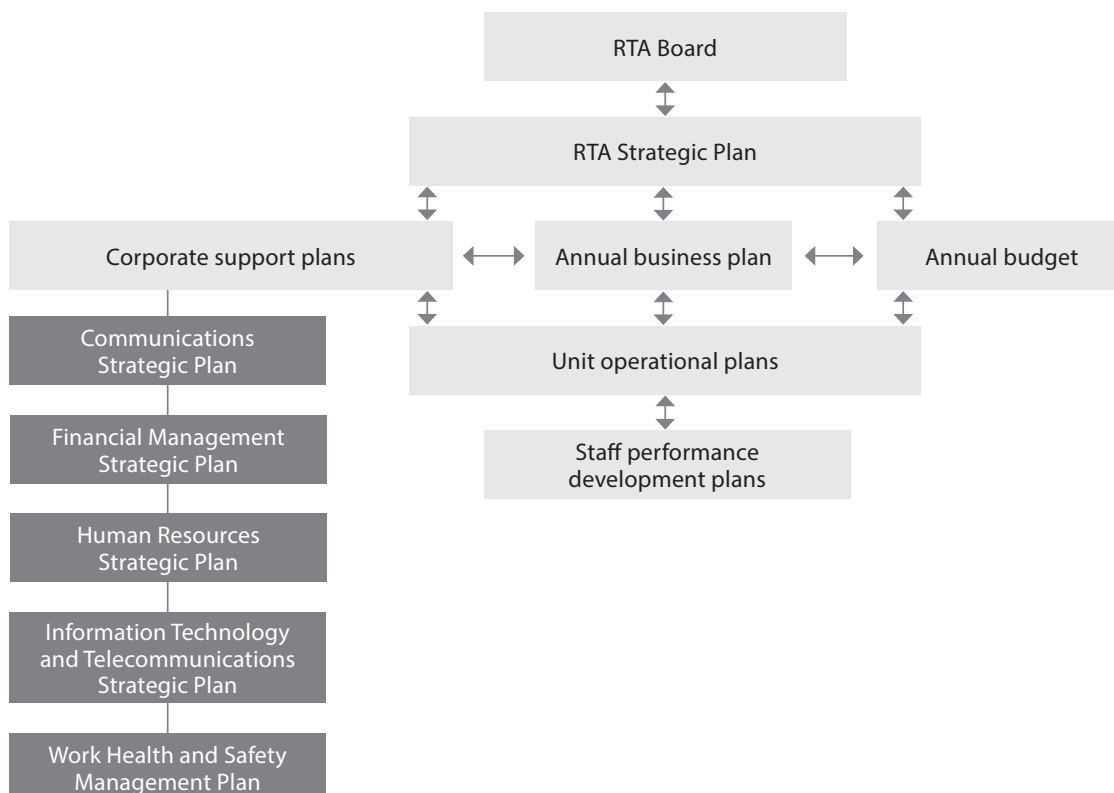 RTA Board
RTA Strategic Plan
Corporate support plans
Annual business plan
Annual budget
Communications
Strategic Plan
Unit operational plans
Financial Management
Strategic Plan
Staff performance
development plans
Human Resources
Strategic Plan
Information Technology
and Telecommunications
Strategic Plan
Work Health and Safety
Management Plan